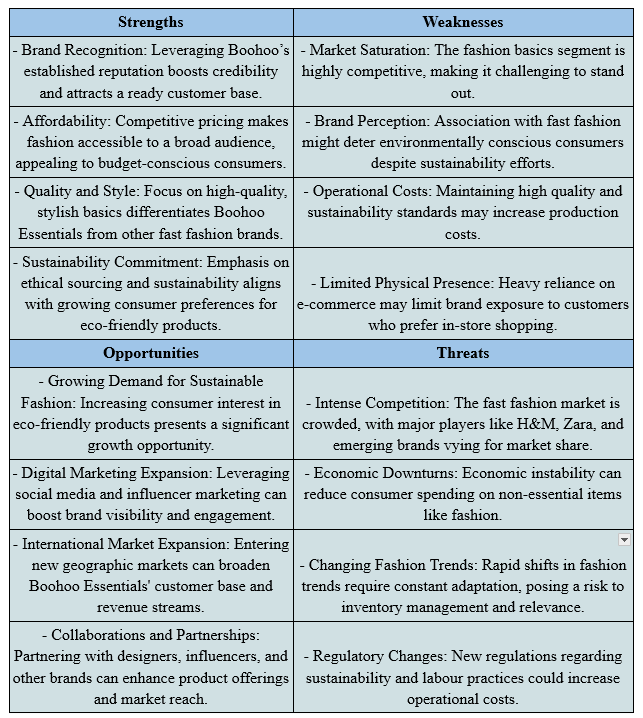 Strengths
Weaknesses
- Brand Recognition: Leveraging Boohoo's
established reputation boosts credibility
and attracts a ready customer base.
- Market Saturation: The fashion basics segment is
highly competitive, making it challenging to stand
out.
- Affordability: Competitive pricing makes
fashion accessible to a broad audience,
appealing to budget-conscious consumers.
- Brand Perception: Association with fast fashion
might deter environmentally conscious consumers
despite sustainability efforts.
- Quality and Style: Focus on high-quality,
stylish basics differentiates Boohoo
Essentials from other fast fashion brands.
- Operational Costs: Maintaining high quality and
sustainability standards may increase production
costs.
- Sustainability Commitment: Emphasis on
ethical sourcing and sustainability aligns
with growing consumer preferences for
eco-friendly products.
- Limited Physical Presence: Heavy reliance on
e-commerce may limit brand exposure to customers
who prefer in-store shopping.
Opportunities
Threats
- Growing Demand for Sustainable
Fashion: Increasing consumer interest in
eco-friendly products presents a significant
growth opportunity.
- Intense Competition: The fast fashion market is
crowded, with major players like H&M, Zara, and
emerging brands vying for market share.
- Digital Marketing Expansion: Leveraging
social media and influencer marketing can
boost brand visibility and engagement.
- Economic Downturns: Economic instability can
reduce consumer spending on non-essential items
like fashion.
- International Market Expansion: Entering
new geographic markets can broaden
Boohoo Essentials' customer base and
revenue streams.
- Changing Fashion Trends: Rapid shifts in fashion
trends require constant adaptation, posing a risk to
inventory management and relevance.
- Collaborations and Partnerships:
Partnering with designers, influencers, and
other brands can enhance product offerings
and market reach.
- Regulatory Changes: New regulations regarding
sustainability and labour practices could increase
operational costs.